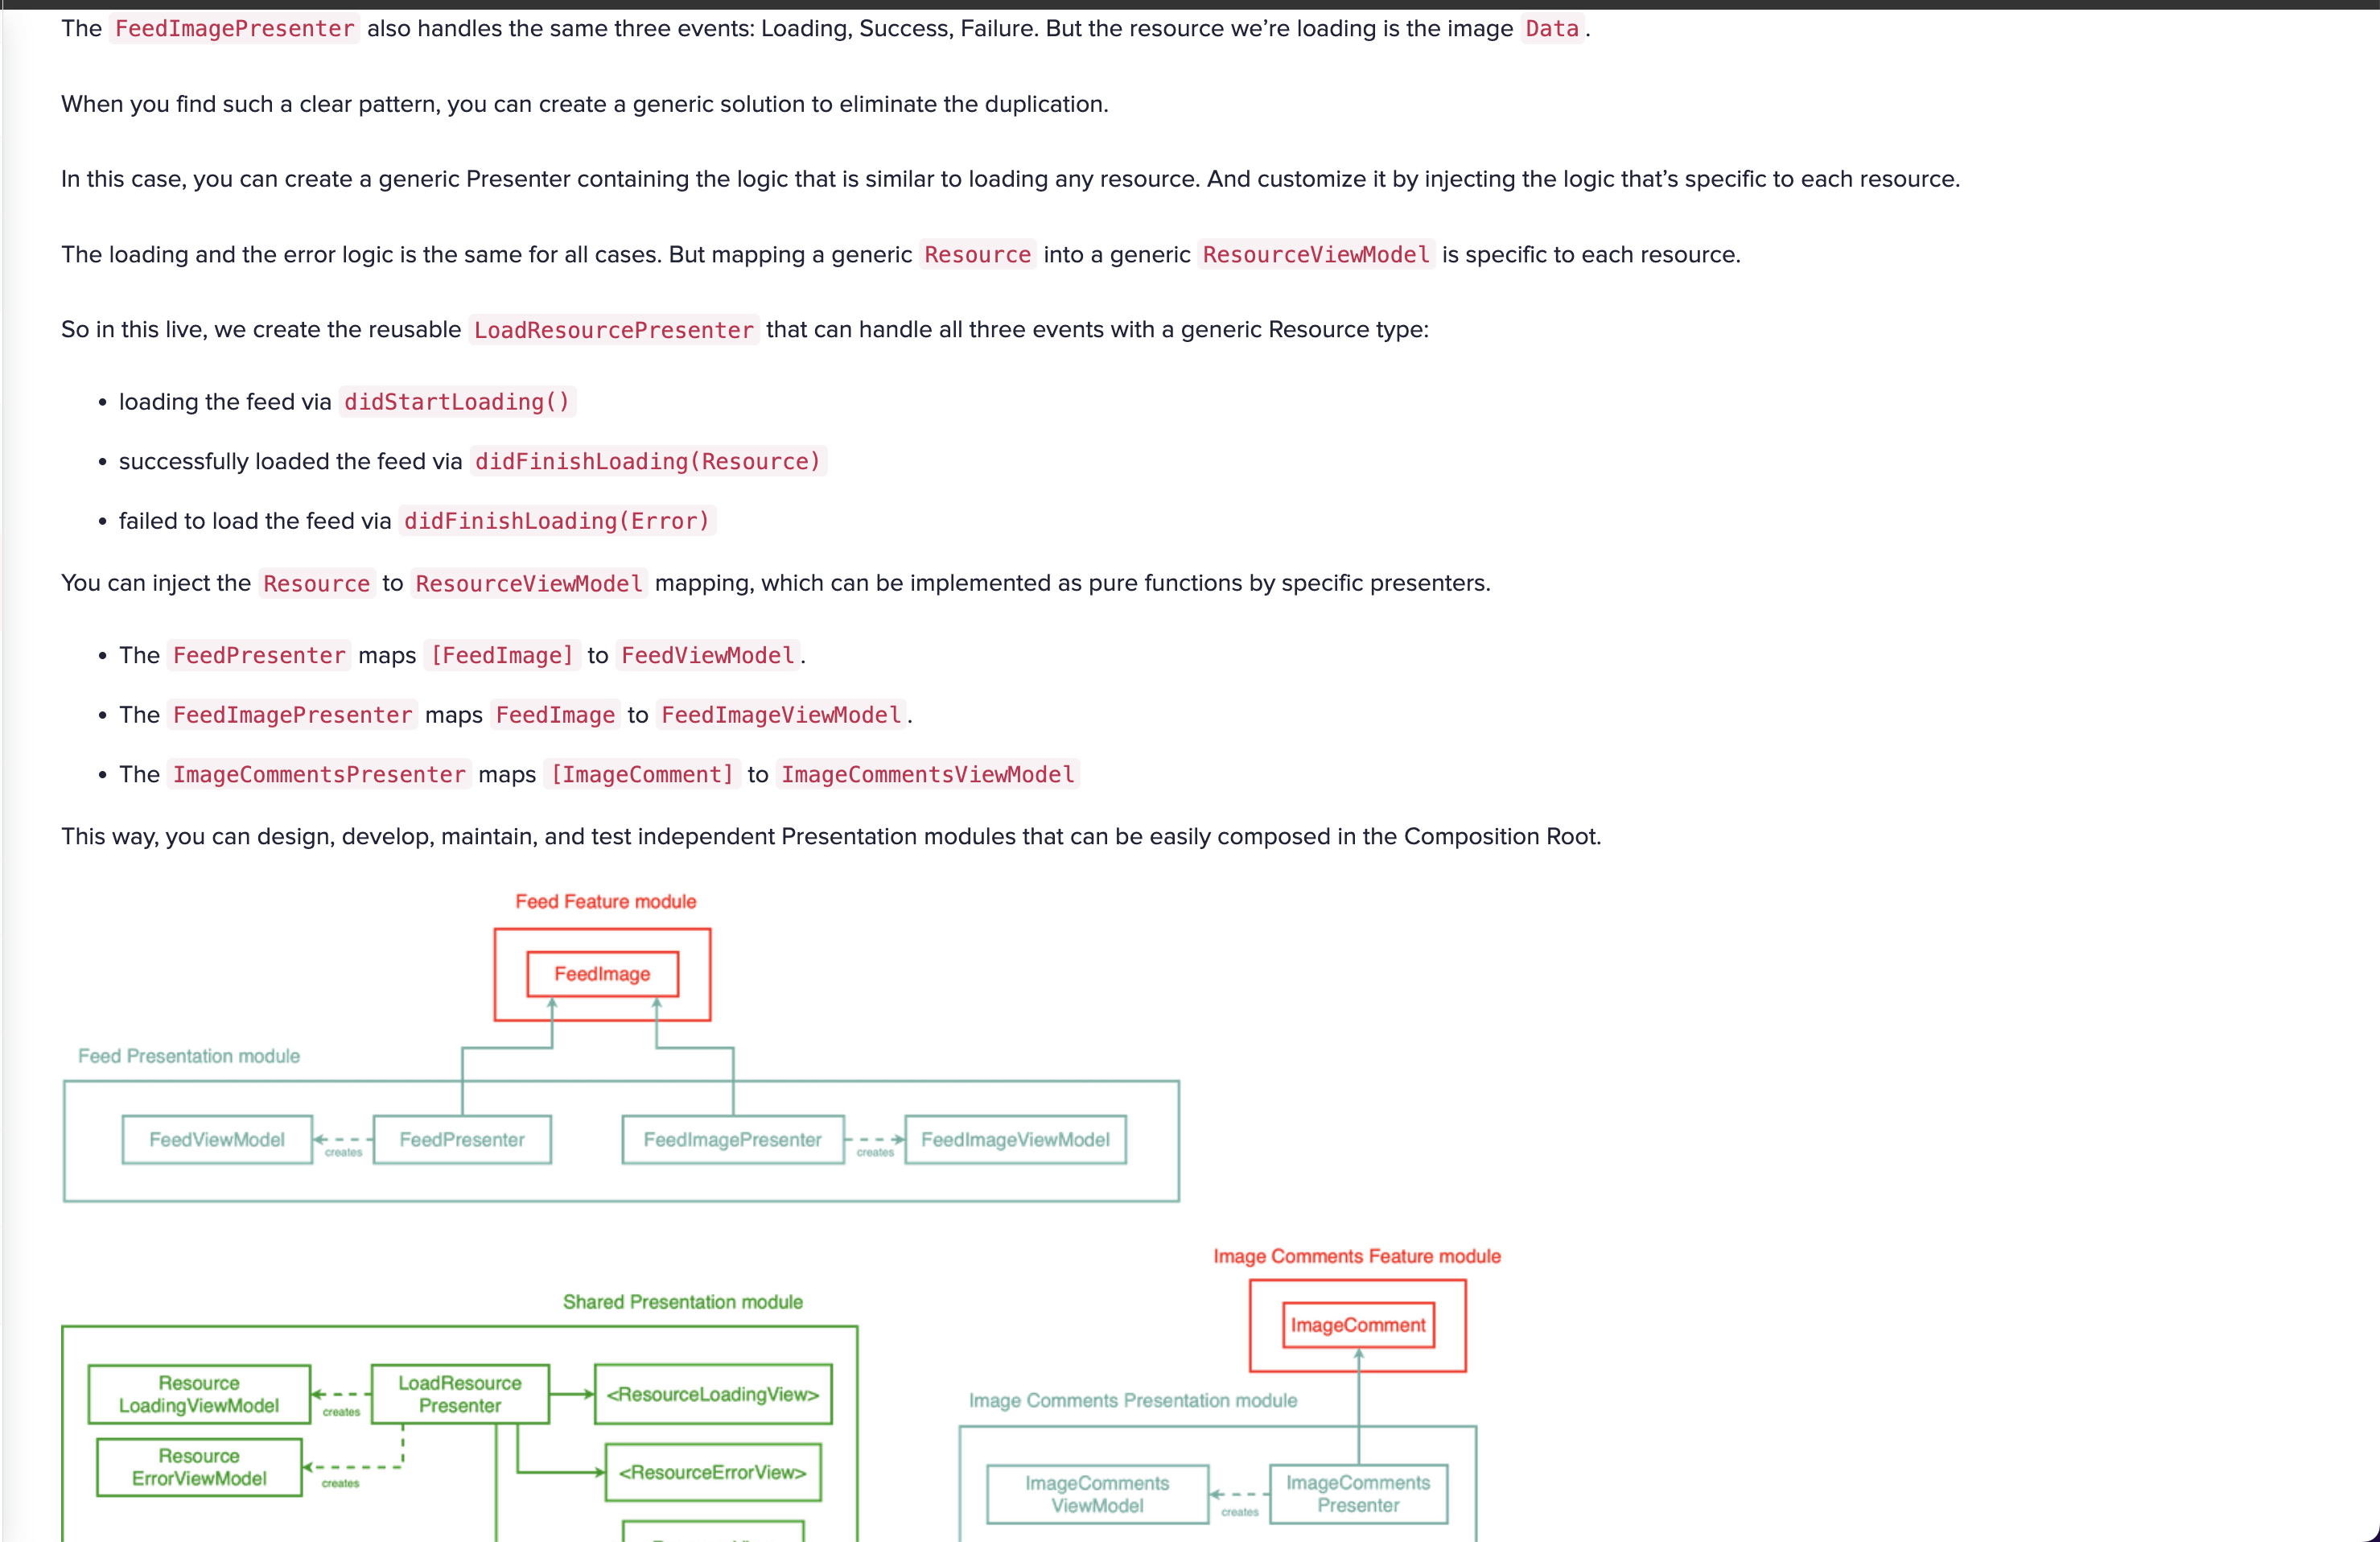 The FeedImagePresenter also handles the same three events: Loading, Success, Failure. But the resource we’re loading is the image Data.
When you find such a clear pattern, you can create a generic solution to eliminate the duplication.
In this case, you can create a generic Presenter containing the logic that is similar to loading any resource. And customize it by injecting the logic that’s specific to each resource.
The loading and the error logic is the same for all cases. But mapping a generic Resource into a generic ResourceViewModel is specific to each resource.
So in this live, we create the reusable LoadResourcePresenter that can handle all three events with a generic Resource type:
• loading the feed via didStartLoading()
• successfully loaded the feed via didFinishLoading(Resource)
• failed to load the feed via didFinishLoading(Error)
You can inject the Resource to ResourceViewModel mapping, which can be implemented as pure functions by specific presenters.
• The FeedPresenter maps [FeedImage] to FeedViewModel.
• The FeedImagePresenter maps FeedImage to FeedImageViewModel.
• The ImageCommentsPresenter maps [ImageComment] to ImageCommentsViewModel
This way, you can design, develop, maintain, and test independent Presentation modules that can be easily composed in the Composition Root.
Feed Feature module
FeedImage
Feed Presentation module
FeedViewModel
creates
FeedPresenter
FeedImagePresenter
creates
FeedImageViewModel
Shared Presentation module
Resource
LoadingViewModel
creates
LoadResource
Presenter
<ResourceLoadingView>
Resource
ErrorViewModel
creates
<ResourceErrorView>
Image Comments Feature module
ImageComment
Image Comments Presentation module
ImageComments
ViewModel
creates
ImageComments
Presenter